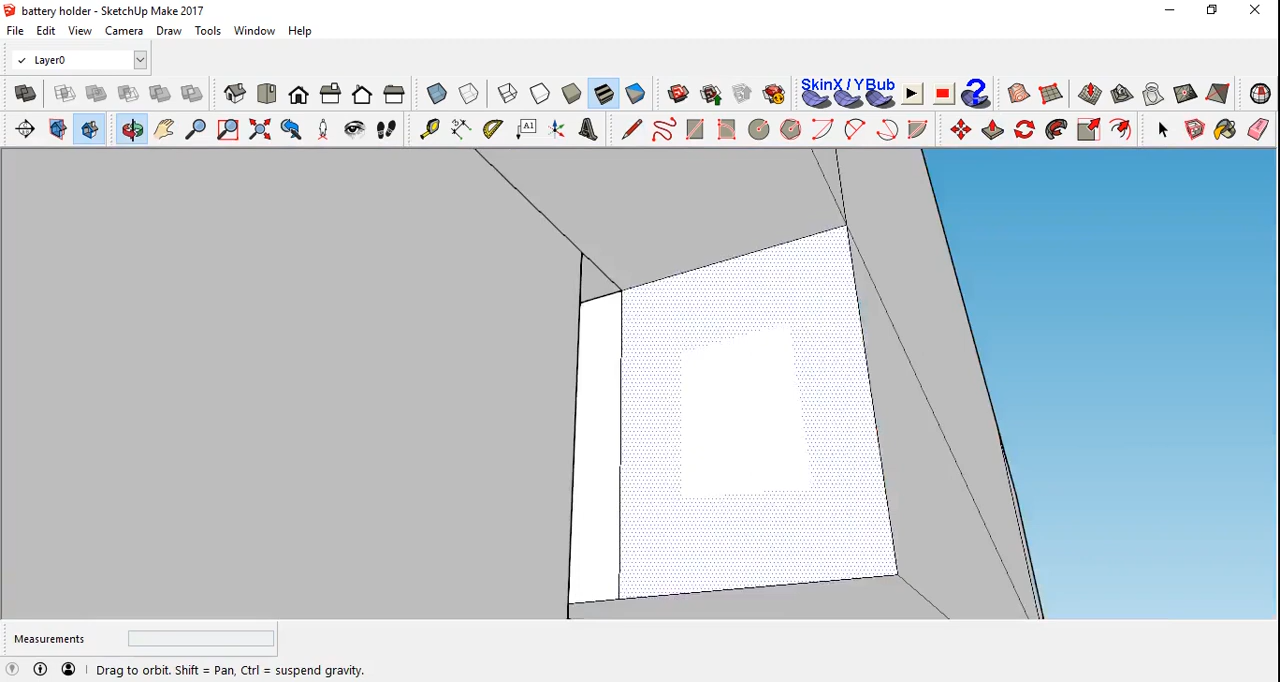 battery holder - SketchUp Make 2017
File Edit View Camera Draw Tools Window Help
Layer0
SkinX / YBub
A1
Measurements
Drag to orbit. Shift = Pan, Ctrl = suspend gravity.